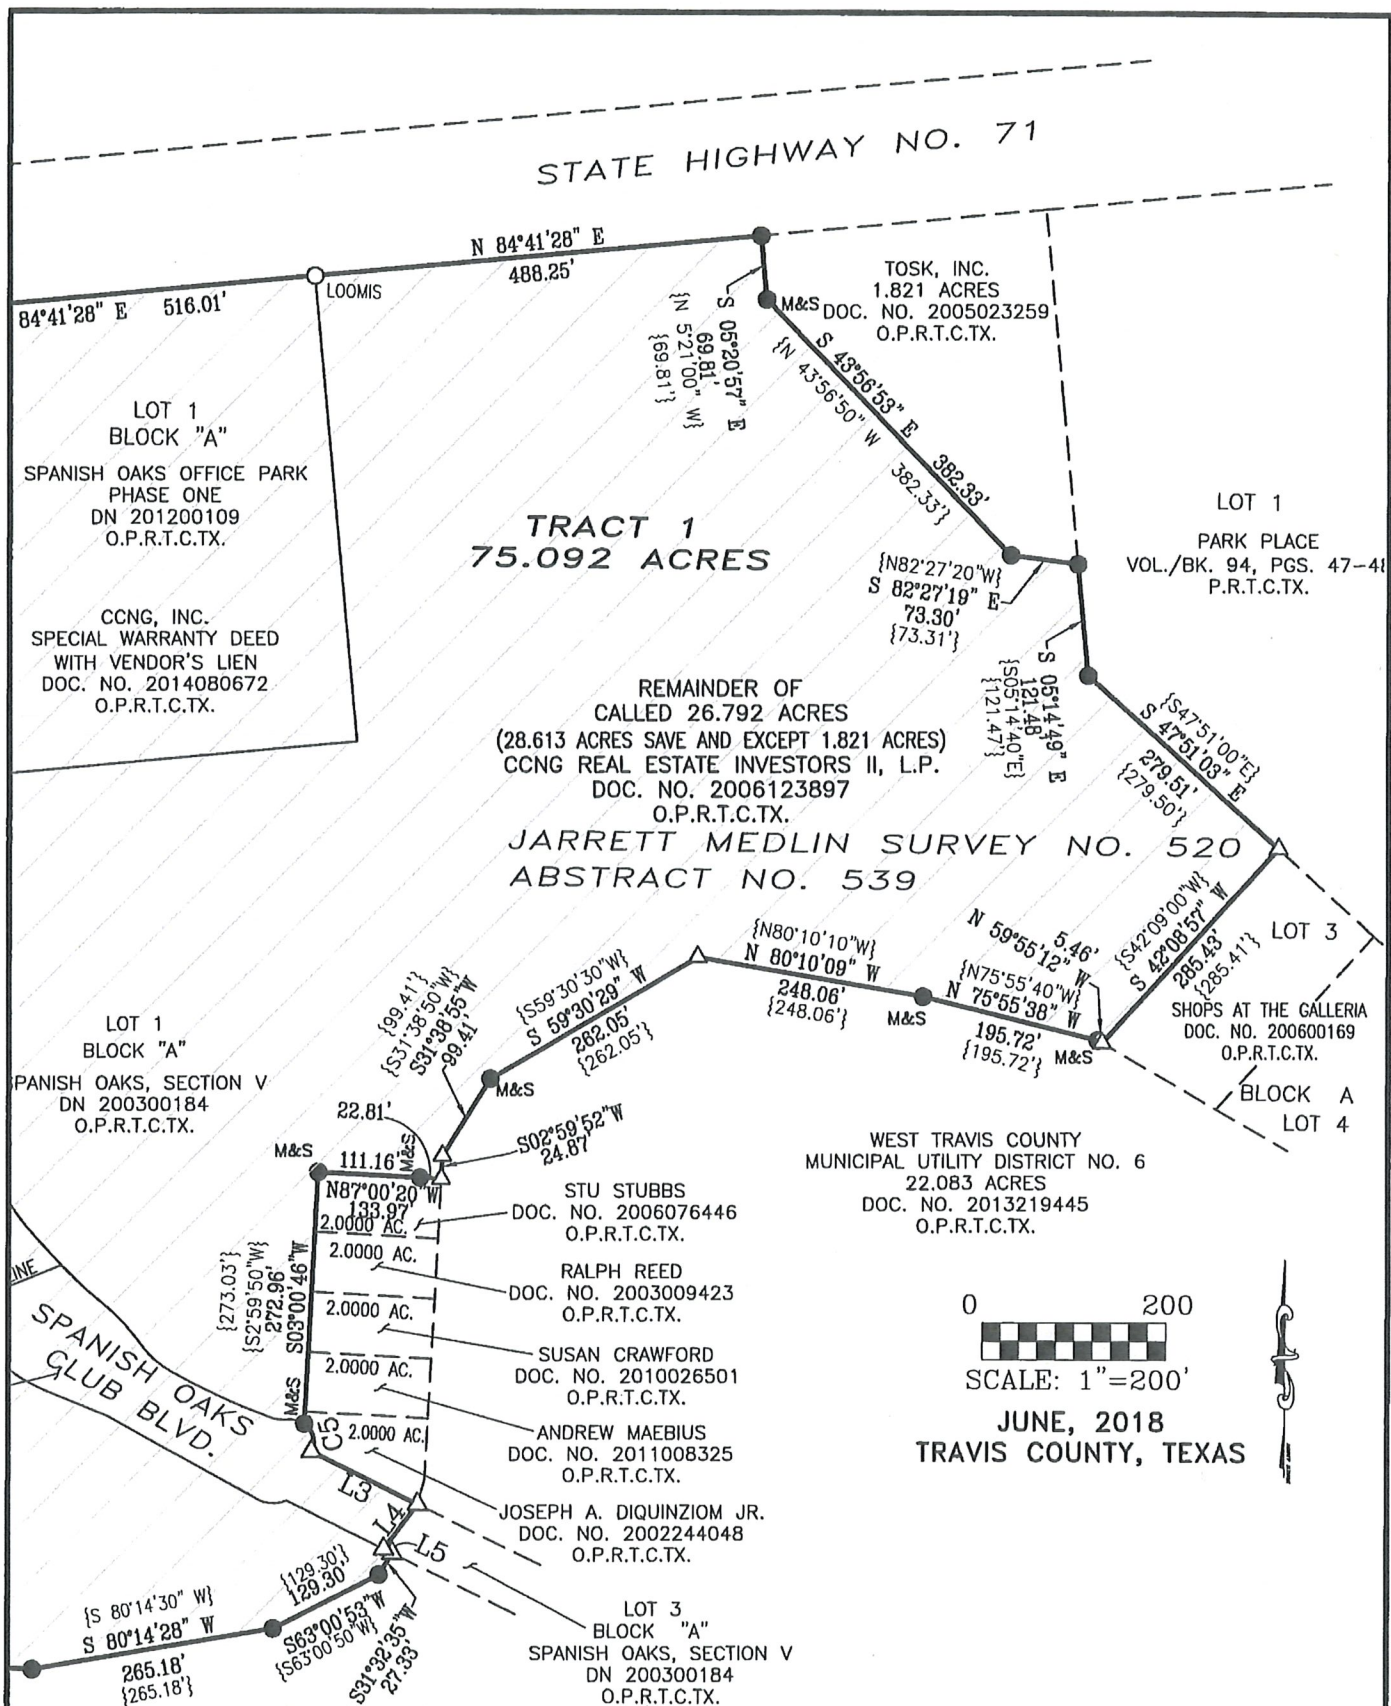 STATE HIGHWAY NO. 71
N 84°41'28" E
488.25'
84°41'28" E 516.01'
LOOMIS
TOSK, INC.
1.821 ACRES
DOC. NO. 2005023259
O.P.R.T.C.TX.
M&S
S 05°20'57" E
69.81'
{N 5°21'00" W}
{69.81'}
S 43°56'53" E 382.33'
{N 43°56'50" W 382.33'}
LOT 1
BLOCK "A"
SPANISH OAKS OFFICE PARK
PHASE ONE
DN 201200109
O.P.R.T.C.TX.
CCNG, INC.
SPECIAL WARRANTY DEED
WITH VENDOR'S LIEN
DOC. NO. 2014080672
O.P.R.T.C.TX.
TRACT 1
75.092 ACRES
LOT 1
PARK PLACE
VOL./BK. 94, PGS. 47-48
P.R.T.C.TX.
{N82°27'20"W}
S 82°27'19" E
73.30'
{73.31'}
S 05°14'49" E
121.48'
{S05°14'40"E}
{121.47'}
{S47°51'00"E}
S 47°51'03" E
279.51'
{279.50'}
REMAINDER OF
CALLED 26.792 ACRES
(28.613 ACRES SAVE AND EXCEPT 1.821 ACRES)
CCNG REAL ESTATE INVESTORS II, L.P.
DOC. NO. 2006123897
O.P.R.T.C.TX.
JARRETT MEDLIN SURVEY NO. 520
ABSTRACT NO. 539
{S42°09'00"W}
S 42°08'57" W
285.43'
{285.41'}
LOT 3
SHOPS AT THE GALLERIA
DOC. NO. 200600169
O.P.R.T.C.TX.
BLOCK A
LOT 4
5.46'
N 59°55'12" W
{N75°55'40"W}
N 75°55'38" W
195.72'
{195.72'}
M&S
{N80°10'10"W}
N 80°10'09" W
248.06'
{248.06'}
M&S
{S59°30'30"W}
S 59°30'29" W
262.05'
{262.05'}
M&S
{99.41'}
{S31°38'50"W}
S31°38'55"W
99.41'
LOT 1
BLOCK "A"
SPANISH OAKS, SECTION V
DN 200300184
O.P.R.T.C.TX.
22.81'
S02°59'52"W
24.87'
M&S
111.16'
M&S
N87°00'20"W
133.97'
2.0000 AC.
STU STUBBS
DOC. NO. 2006076446
O.P.R.T.C.TX.
2.0000 AC.
RALPH REED
DOC. NO. 2003009423
O.P.R.T.C.TX.
2.0000 AC.
SUSAN CRAWFORD
DOC. NO. 2010026501
O.P.R.T.C.TX.
2.0000 AC.
ANDREW MAEBIUS
DOC. NO. 2011008325
O.P.R.T.C.TX.
2.0000 AC.
JOSEPH A. DIQUINZIOM JR.
DOC. NO. 2002244048
O.P.R.T.C.TX.
WEST TRAVIS COUNTY
MUNICIPAL UTILITY DISTRICT NO. 6
22.083 ACRES
DOC. NO. 2013219445
O.P.R.T.C.TX.
{273.03'}
{S2°59'50"W}
272.96'
S03°00'46"W
M&S
SPANISH OAKS
CLUB BLVD.
C5
L3
L4
L5
0 200
SCALE: 1"=200'
JUNE, 2018
TRAVIS COUNTY, TEXAS
{129.30'}
129.30'
S63°00'53"W
{S63°00'50"W}
S31°32'35"W
27.33'
{S 80°14'30" W}
S 80°14'28" W
265.18'
{265.18'}
LOT 3
BLOCK "A"
SPANISH OAKS, SECTION V
DN 200300184
O.P.R.T.C.TX.